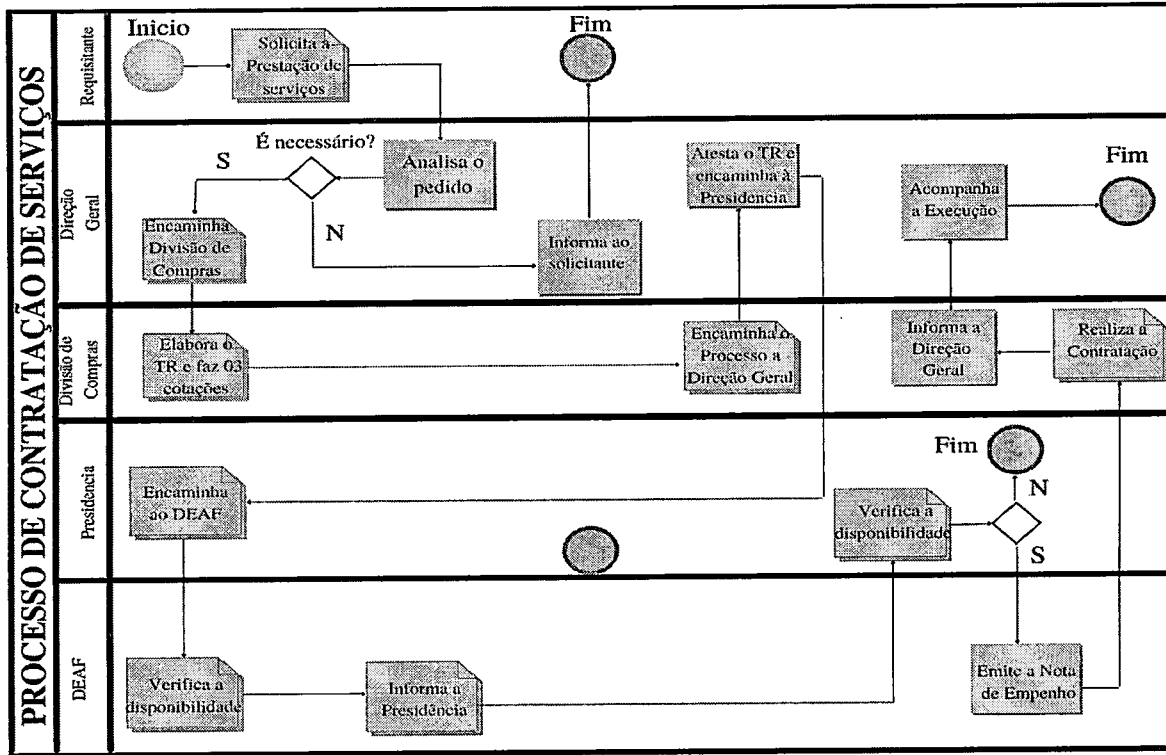 PROCESSO DE CONTRATAÇÃO DE SERVIÇOS
Requisitante
Inicio
Solicita a
Prestação de
serviços
Fim
Direção
Geral
É necessário?
S
N
Analisa o
pedido
Encaminha
Divisão de
Compras
Informa ao
solicitante
Atesta o TR e
encaminha à
Presidencia
Acompanha
a Execução
Fim
Divisão de
Compras
Elabora o
TR e faz 03
cotações
Encaminha o
Processo a
Direção Geral
Informa a
Direção
Geral
Realiza a
Contratação
Presidencia
Encaminha
ao DEAF
Verifica a
disponibilidade
Fim
N
S
DEAF
Verifica a
disponibilidade
Informa a
Presidência
Emite a Nota
de Empenho